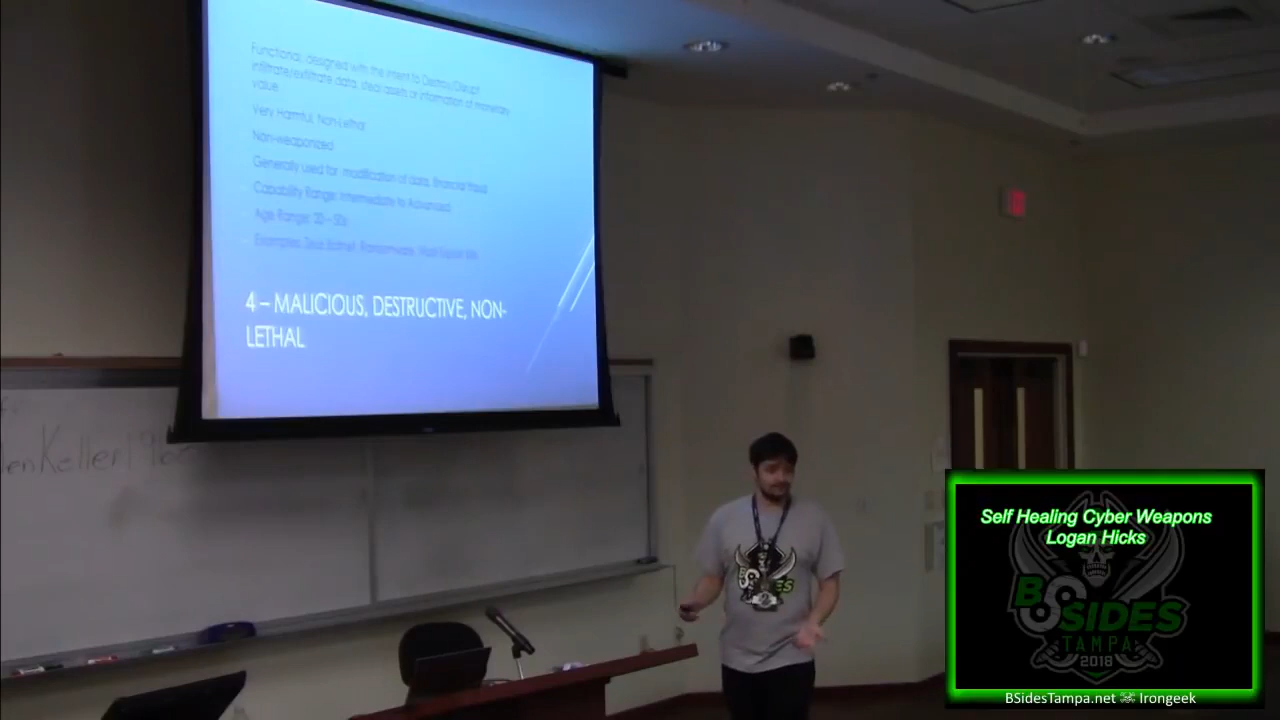 Functional, designed with the intent to Destroy/Disrupt
infiltrate/exfiltrate data, steal assets or information of monetary
value
Very Harmful, Non-Lethal
Non-weaponized
Generally used for modification of data, financial fraud
Capability Range: Intermediate to Advanced
Age Range: 20 – 50s
Examples: Zeus Botnet, Ransomware,
4 – MALICIOUS, DESTRUCTIVE, NON-
LETHAL
Self Healing Cyber Weapons
Logan Hicks
BSIDES
TAMPA
2018
BSidesTampa.net Irongeek